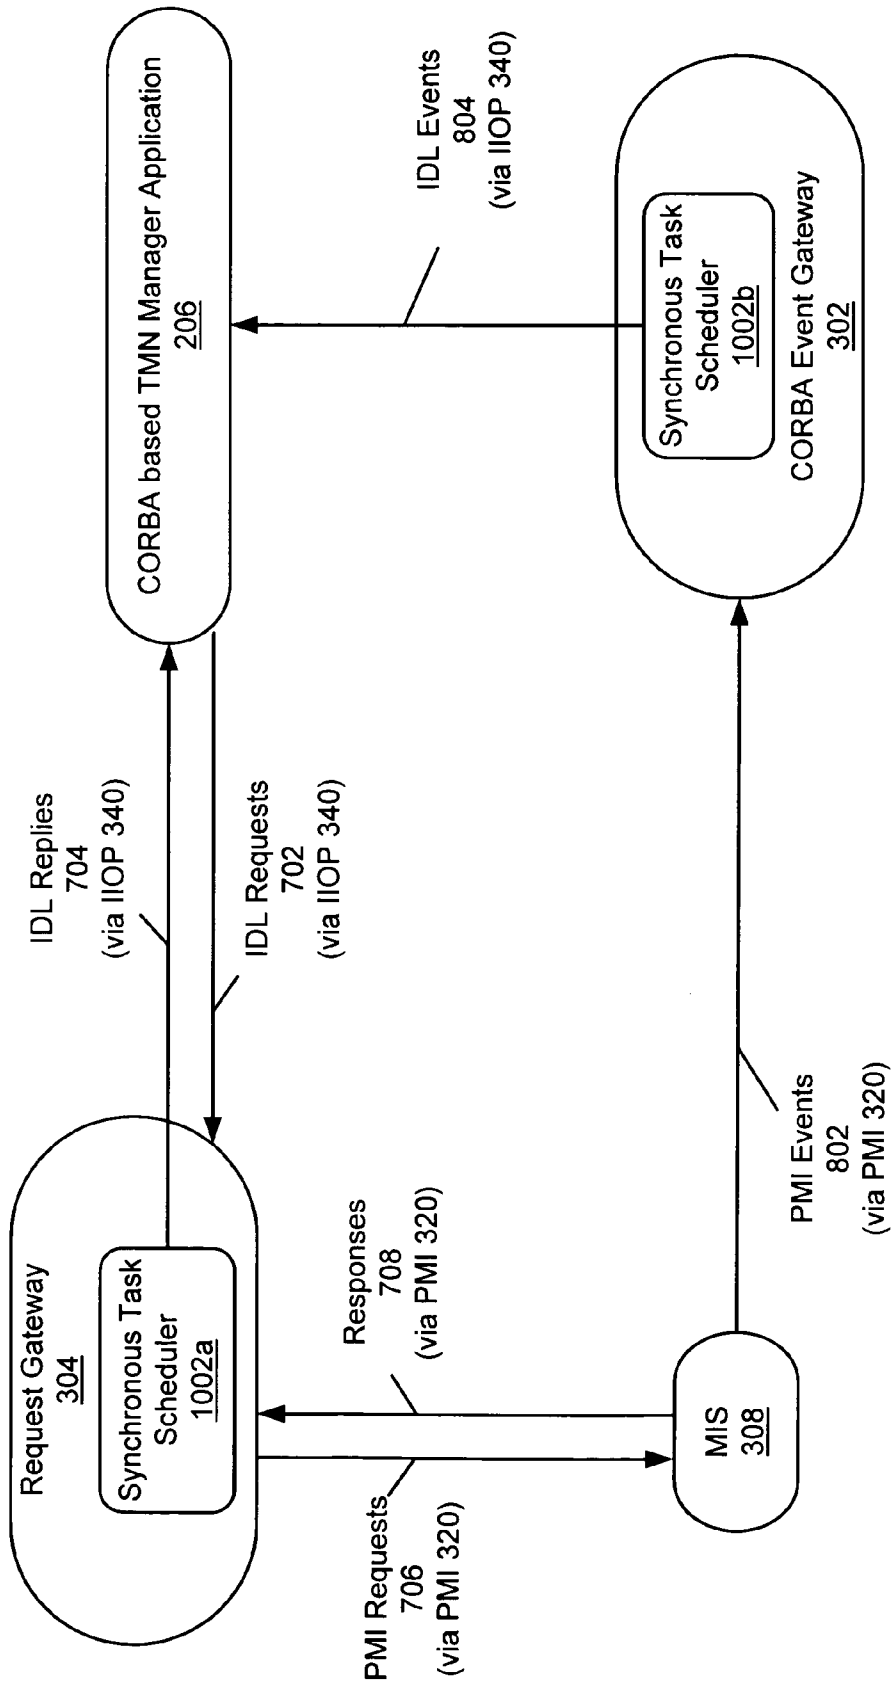 Request Gateway
304
Synchronous Task
Scheduler
1002a
IDL Replies
704
(via IIOP 340)
IDL Requests
702
(via IIOP 340)
CORBA based TMN Manager Application
206
PMI Requests
706
(via PMI 320)
Responses
708
(via PMI 320)
IDL Events
804
(via IIOP 340)
MIS
308
PMI Events
802
(via PMI 320)
Synchronous Task
Scheduler
1002b
CORBA Event Gateway
302